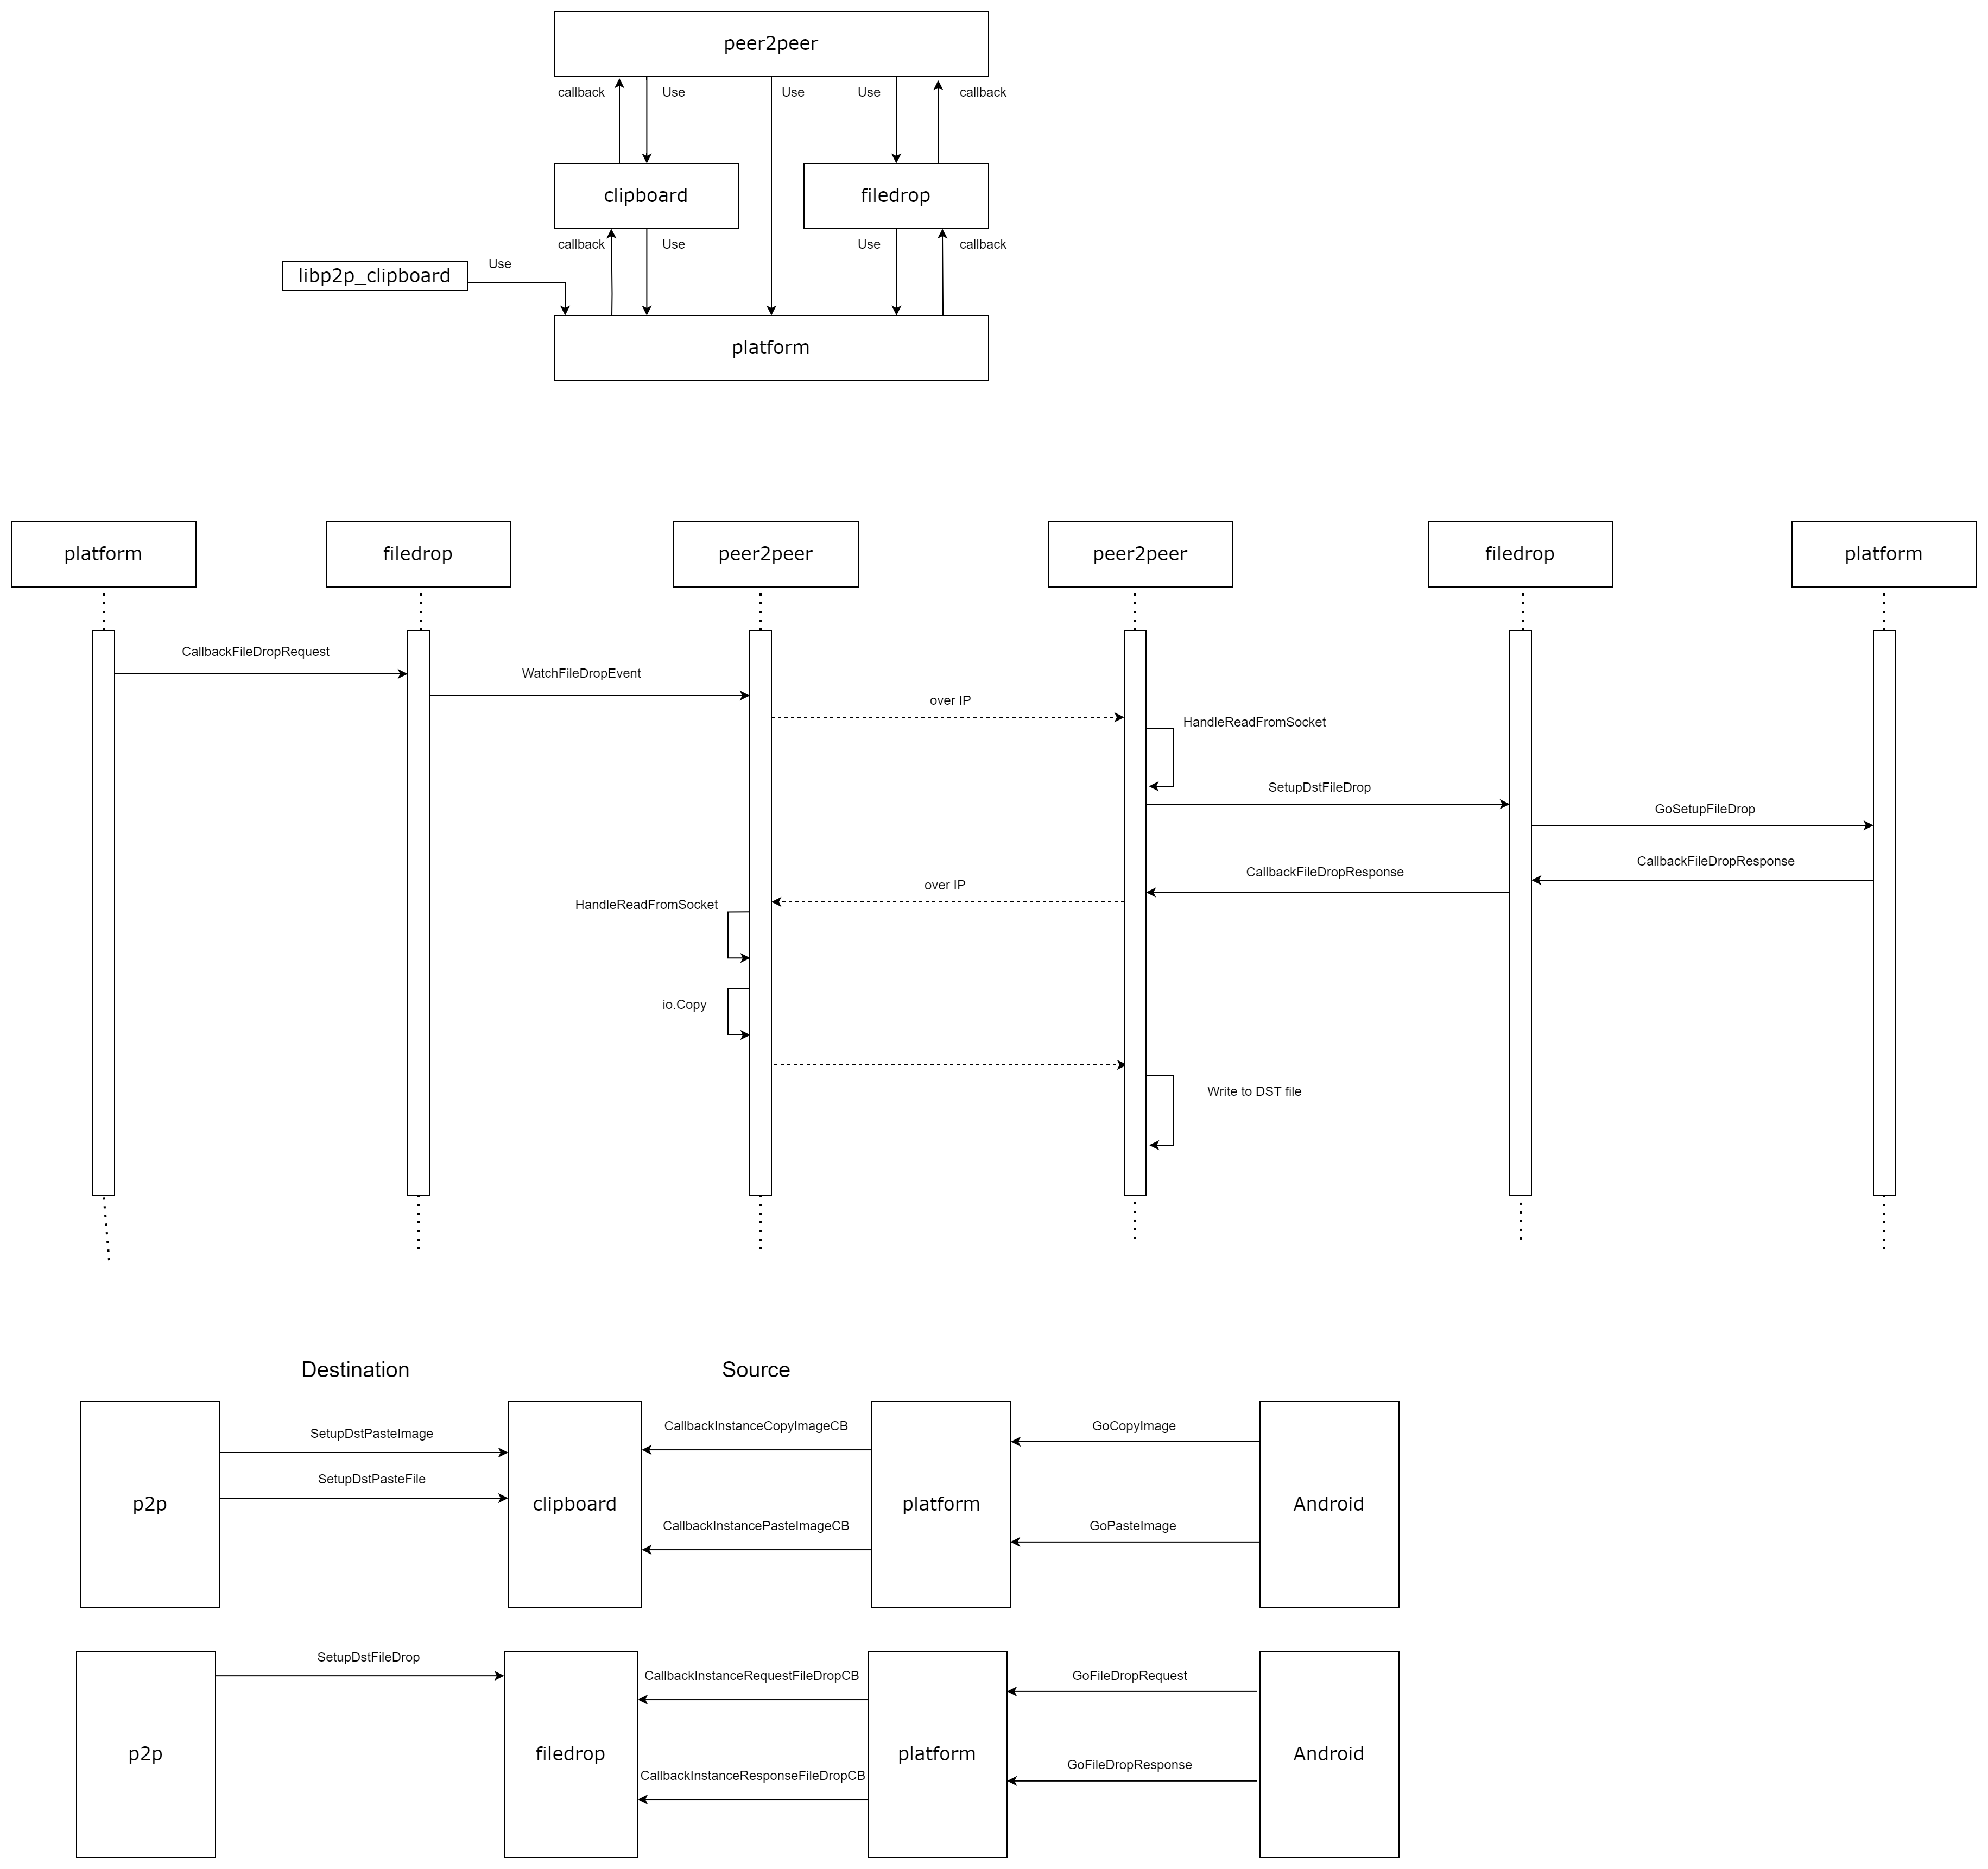 peer2peer
callback
Use
Use
Use
callback
clipboard
filedrop
callback
Use
Use
callback
libp2p_clipboard
Use
platform
platform
filedrop
peer2peer
peer2peer
filedrop
platform
CallbackFileDropRequest
WatchFileDropEvent
over IP
HandleReadFromSocket
SetupDstFileDrop
GoSetupFileDrop
CallbackFileDropResponse
CallbackFileDropResponse
over IP
HandleReadFromSocket
io.Copy
Write to DST file
Destination
Source
SetupDstPasteImage
CallbackInstanceCopyImageCB
GoCopyImage
SetupDstPasteFile
p2p
clipboard
platform
Android
CallbackInstancePasteImageCB
GoPasteImage
SetupDstFileDrop
CallbackInstanceRequestFileDropCB
GoFileDropRequest
p2p
filedrop
platform
Android
CallbackInstanceResponseFileDropCB
GoFileDropResponse